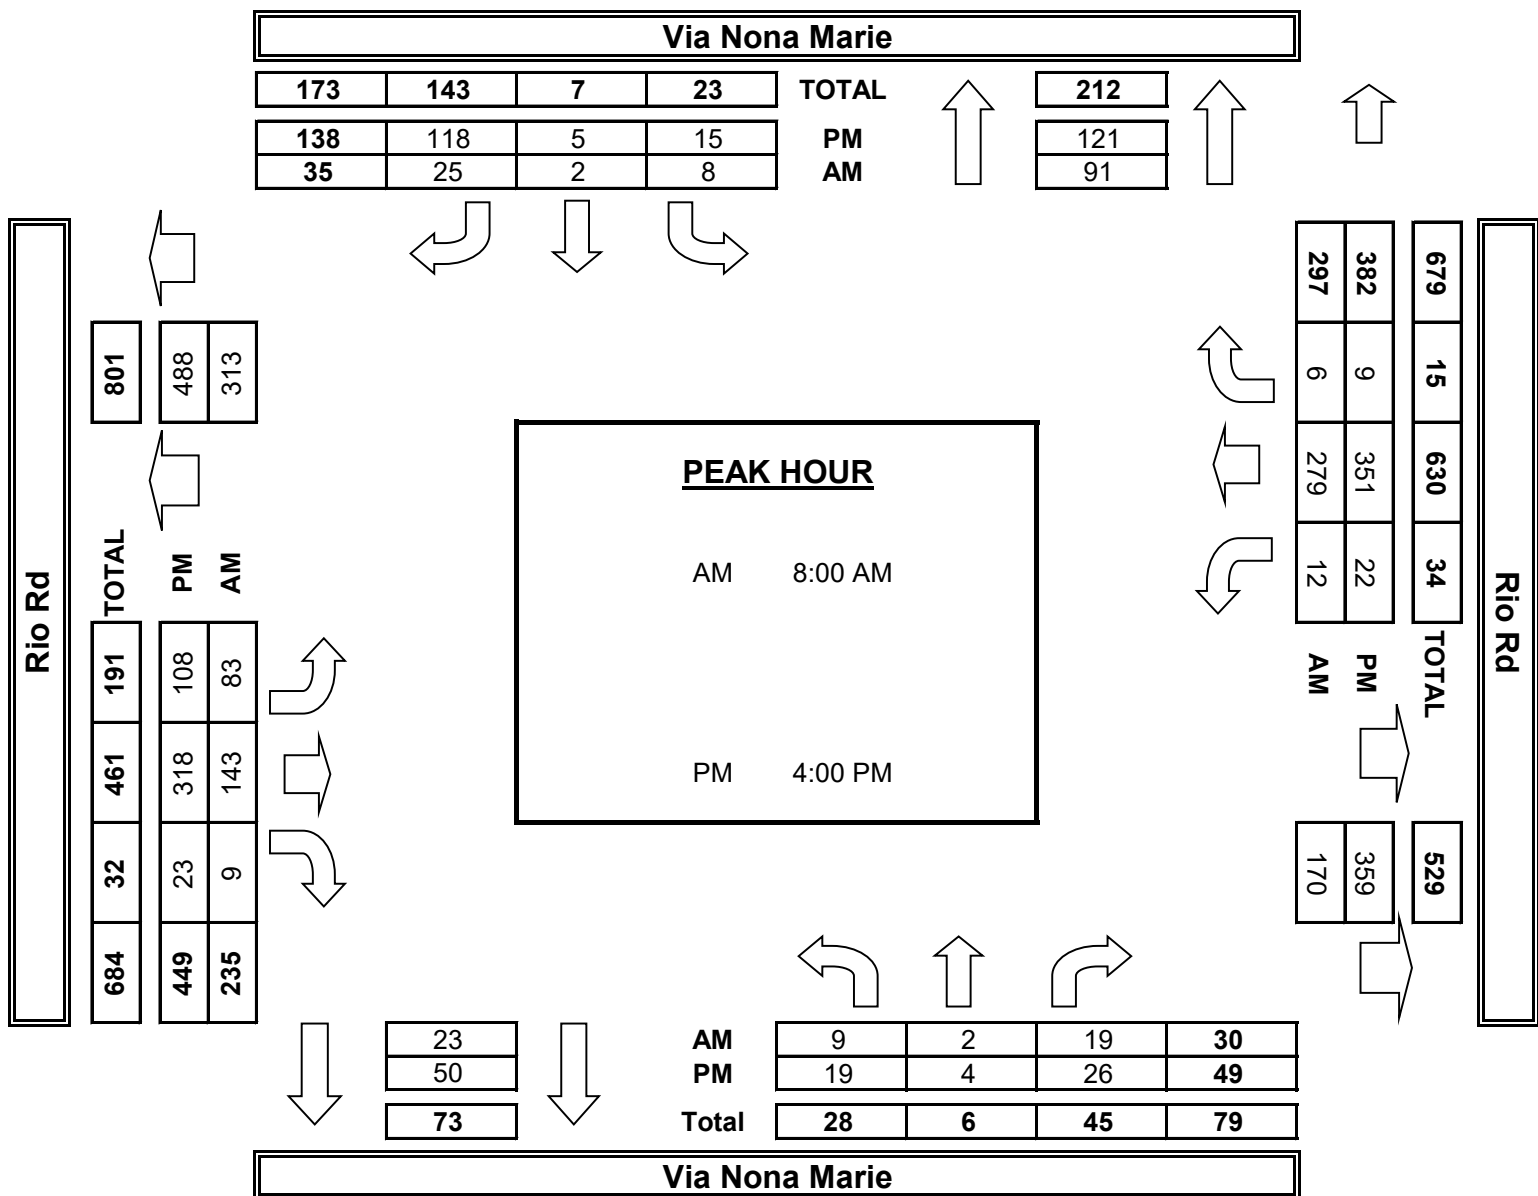 Via Nona Marie
173 143 7 23 TOTAL 212
138 118 5 15 PM 121
35 25 2 8 AM 91
Rio Rd
801
488
313
TOTAL
PM
AM
191 461 32 684
108 318 23 449
83 143 9 235
PEAK HOUR
AM 8:00 AM
PM 4:00 PM
679 15 630 34 TOTAL 529
382 9 351 22 PM 359
297 6 279 12 AM 170
Rio Rd
23 AM 9 2 19 30
50 PM 19 4 26 49
73 Total 28 6 45 79
Via Nona Marie